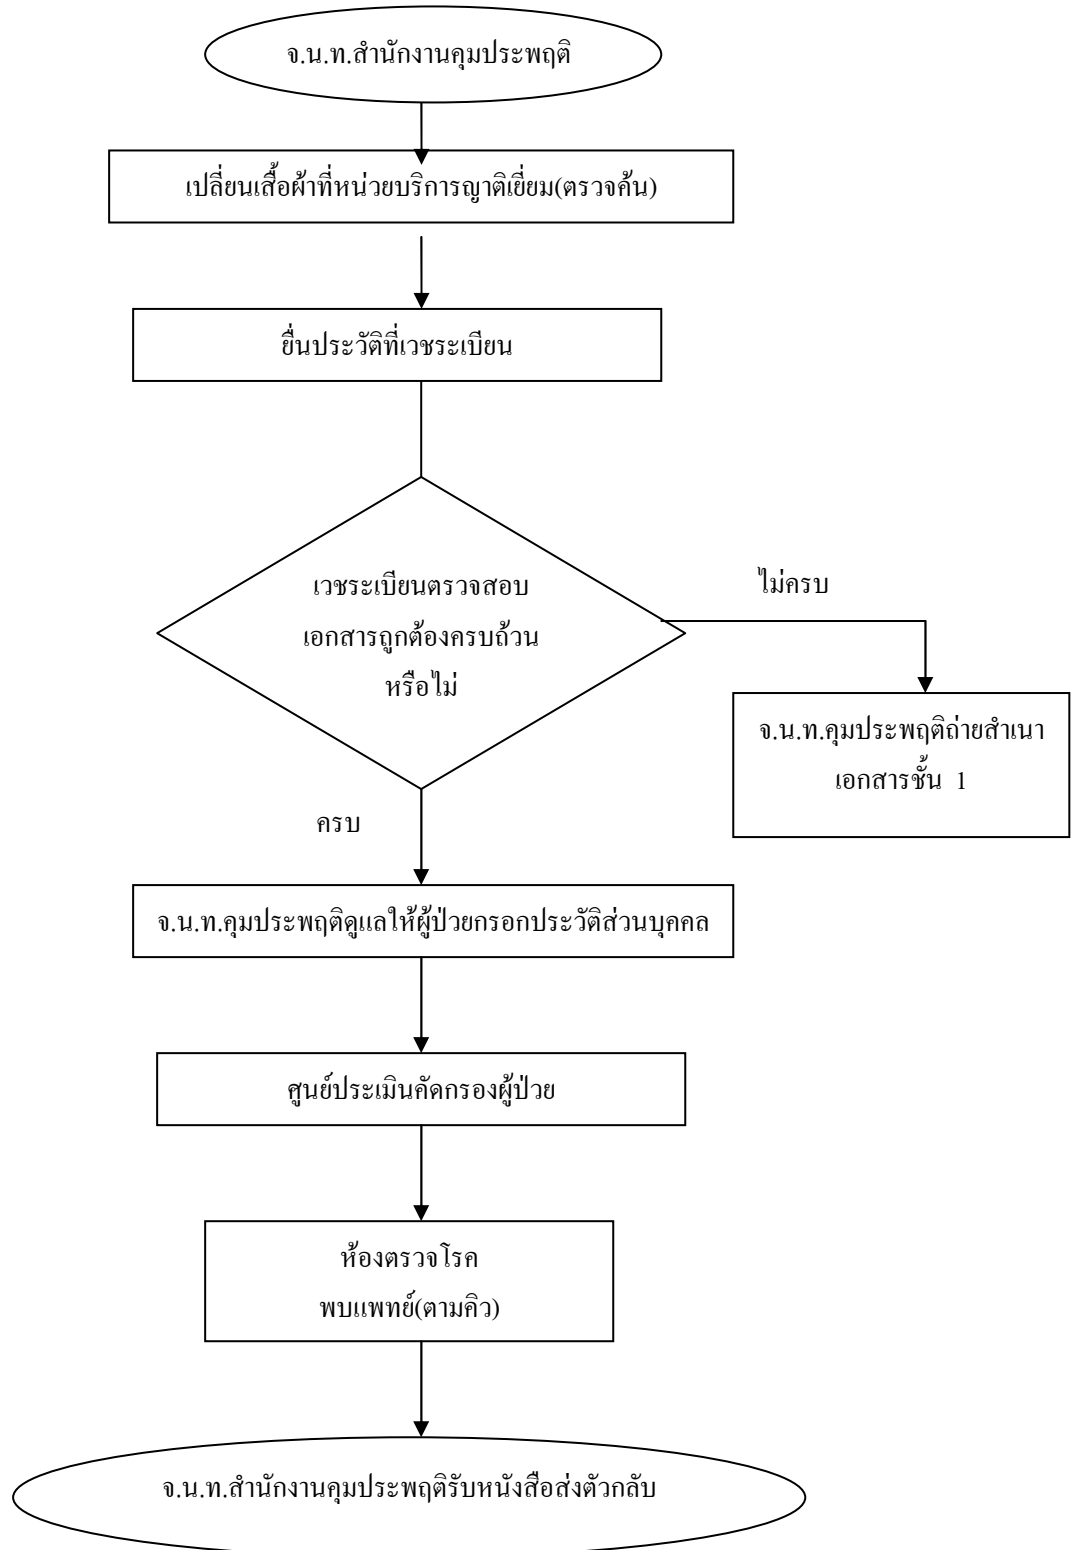 จ.น.ท.สำนักงานคุมประพฤติ
เปลี่ยนเสื้อผ้าที่หน่วยบริการญาติเยี่ยม(ตรวจค้น)
ยื่นประวัติที่เวชระเบียน
เวชระเบียนตรวจสอบ
เอกสารถูกต้องครบถ้วน
หรือไม่
ไม่ครบ
จ.น.ท.คุมประพฤติถ่ายสำเนา
เอกสารชั้น 1
ครบ
จ.น.ท.คุมประพฤติดูแลให้ผู้ป่วยกรอกประวัติส่วนบุคคล
ศูนย์ประเมินคัดกรองผู้ป่วย
ห้องตรวจโรค
พบแพทย์(ตามคิว)
จ.น.ท.สำนักงานคุมประพฤติรับหนังสือส่งตัวกลับ